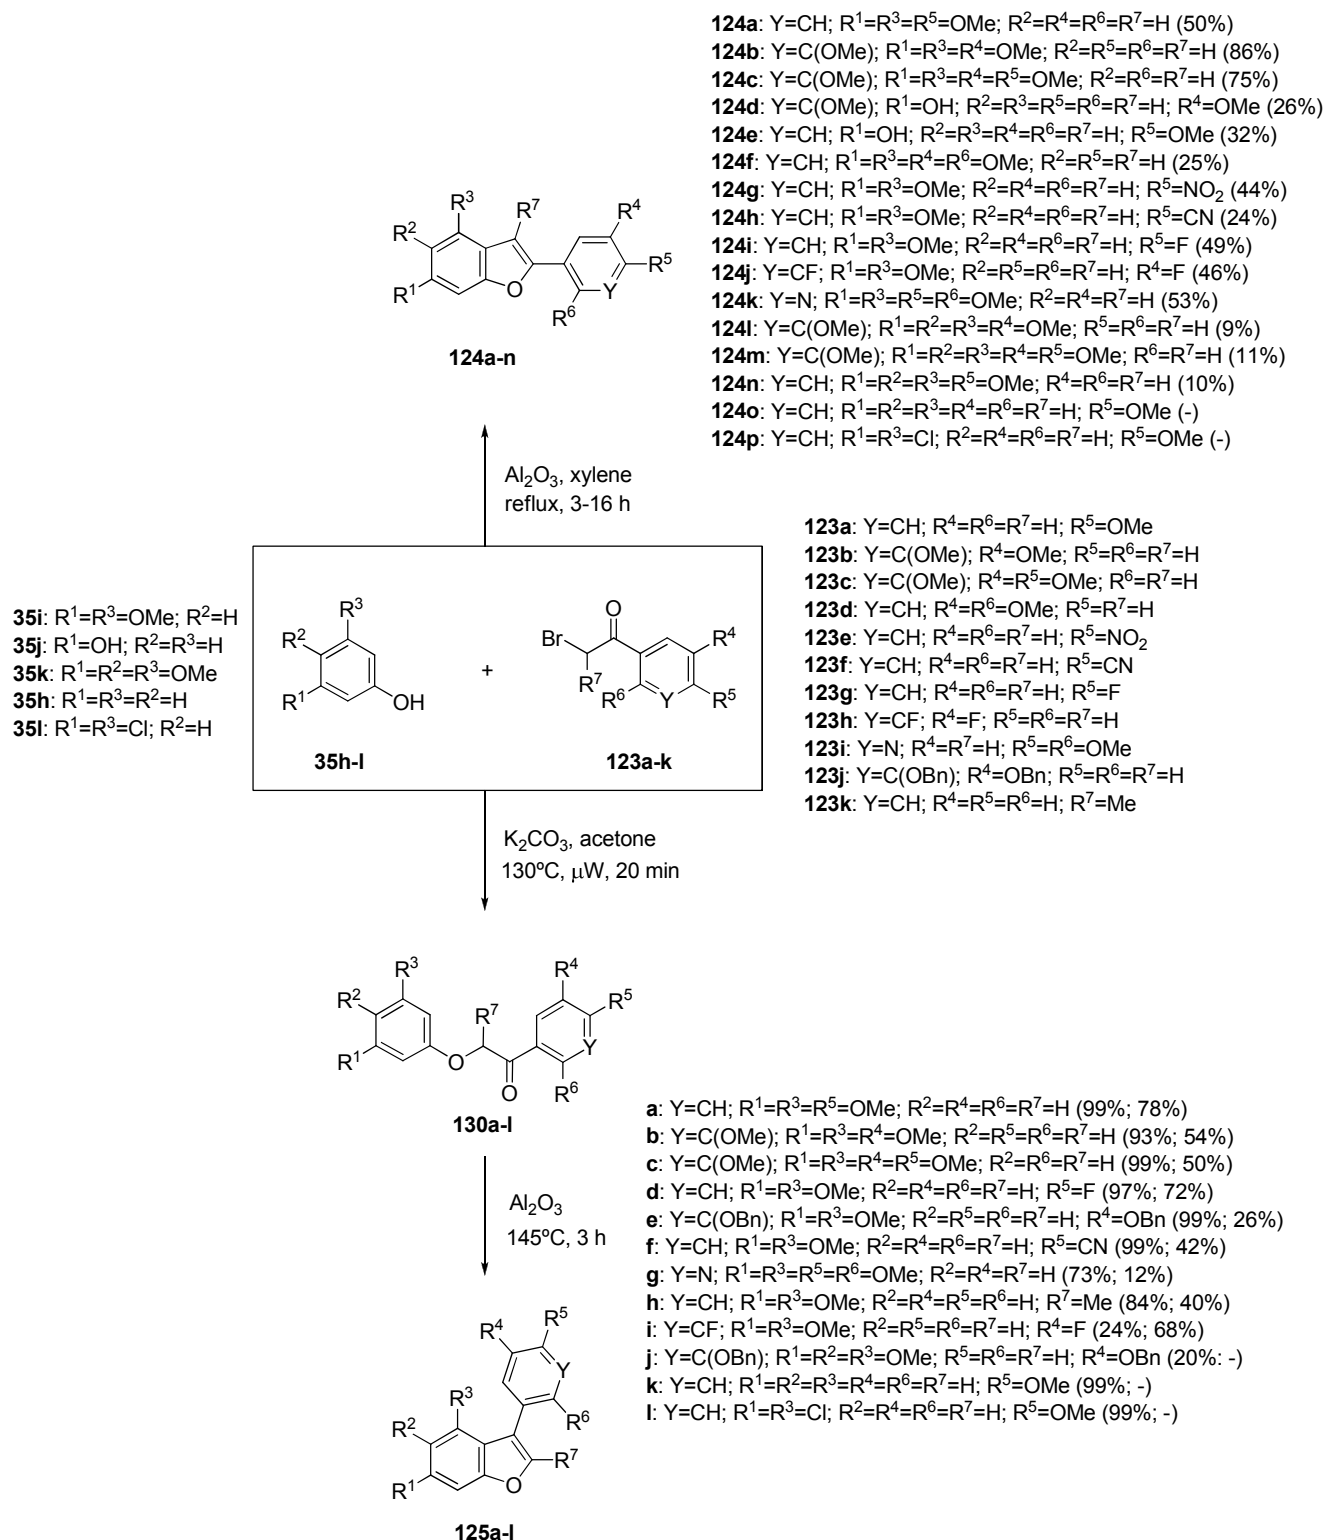 124a: Y=CH; R1=R3=R5=OMe; R2=R4=R6=R7=H (50%)
124b: Y=C(OMe); R1=R3=R4=OMe; R2=R5=R6=R7=H (86%)
124c: Y=C(OMe); R1=R3=R4=R5=OMe; R2=R6=R7=H (75%)
124d: Y=C(OMe); R1=OH; R2=R3=R5=R6=R7=H; R4=OMe (26%)
124e: Y=CH; R1=OH; R2=R3=R4=R6=R7=H; R5=OMe (32%)
124f: Y=CH; R1=R3=R4=R6=OMe; R2=R5=R7=H (25%)
124g: Y=CH; R1=R3=OMe; R2=R4=R6=R7=H; R5=NO2 (44%)
124h: Y=CH; R1=R3=OMe; R2=R4=R6=R7=H; R5=CN (24%)
124i: Y=CH; R1=R3=OMe; R2=R4=R6=R7=H; R5=F (49%)
124j: Y=CF; R1=R3=OMe; R2=R5=R6=R7=H; R4=F (46%)
124k: Y=N; R1=R3=R5=R6=OMe; R2=R4=R7=H (53%)
124l: Y=C(OMe); R1=R2=R3=R4=OMe; R5=R6=R7=H (9%)
124m: Y=C(OMe); R1=R2=R3=R4=R5=OMe; R6=R7=H (11%)
124n: Y=CH; R1=R2=R3=R5=OMe; R4=R6=R7=H (10%)
124o: Y=CH; R1=R2=R3=R4=R6=R7=H; R5=OMe (-)
124p: Y=CH; R1=R3=Cl; R2=R4=R6=R7=H; R5=OMe (-)
R3
R7
R4
R2
R5
R1
O
Y
R6
124a-n
Al2O3, xylene
reflux, 3-16 h
35i: R1=R3=OMe; R2=H
35j: R1=OH; R2=R3=H
35k: R1=R2=R3=OMe
35h: R1=R3=R2=H
35l: R1=R3=Cl; R2=H
R3
R2
R1
OH
35h-l
+
O
Br
R4
R7
R6
Y
R5
123a-k
123a: Y=CH; R4=R6=R7=H; R5=OMe
123b: Y=C(OMe); R4=OMe; R5=R6=R7=H
123c: Y=C(OMe); R4=R5=OMe; R6=R7=H
123d: Y=CH; R4=R6=OMe; R5=R7=H
123e: Y=CH; R4=R6=R7=H; R5=NO2
123f: Y=CH; R4=R6=R7=H; R5=CN
123g: Y=CH; R4=R6=R7=H; R5=F
123h: Y=CF; R4=F; R5=R6=R7=H
123i: Y=N; R4=R7=H; R5=R6=OMe
123j: Y=C(OBn); R4=OBn; R5=R6=R7=H
123k: Y=CH; R4=R5=R6=H; R7=Me
K2CO3, acetone
130ºC, μW, 20 min
R3
R4
R2
R7
R5
R1
O
Y
O
R6
130a-l
Al2O3
145ºC, 3 h
a: Y=CH; R1=R3=R5=OMe; R2=R4=R6=R7=H (99%; 78%)
b: Y=C(OMe); R1=R3=R4=OMe; R2=R5=R6=R7=H (93%; 54%)
c: Y=C(OMe); R1=R3=R4=R5=OMe; R2=R6=R7=H (99%; 50%)
d: Y=CH; R1=R3=OMe; R2=R4=R6=R7=H; R5=F (97%; 72%)
e: Y=C(OBn); R1=R3=OMe; R2=R5=R6=R7=H; R4=OBn (99%; 26%)
f: Y=CH; R1=R3=OMe; R2=R4=R6=R7=H; R5=CN (99%; 42%)
g: Y=N; R1=R3=R5=R6=OMe; R2=R4=R7=H (73%; 12%)
h: Y=CH; R1=R3=OMe; R2=R4=R5=R6=H; R7=Me (84%; 40%)
i: Y=CF; R1=R3=OMe; R2=R5=R6=R7=H; R4=F (24%; 68%)
j: Y=C(OBn); R1=R2=R3=OMe; R5=R6=R7=H; R4=OBn (20%: -)
k: Y=CH; R1=R2=R3=R4=R6=R7=H; R5=OMe (99%; -)
l: Y=CH; R1=R3=Cl; R2=R4=R6=R7=H; R5=OMe (99%; -)
R4
R5
Y
R3
R6
R2
R7
R1
O
125a-l